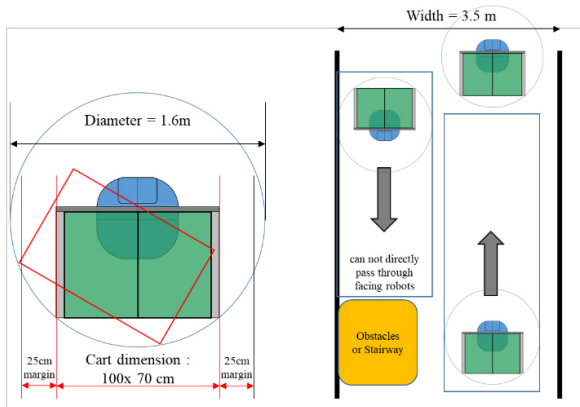 Diameter = 1.6m
25cm
margin
Cart dimension :
100x 70 cm
25cm
margin
Width = 3.5 m
can not directly
pass through
facing robots
Obstacles
or Stairway